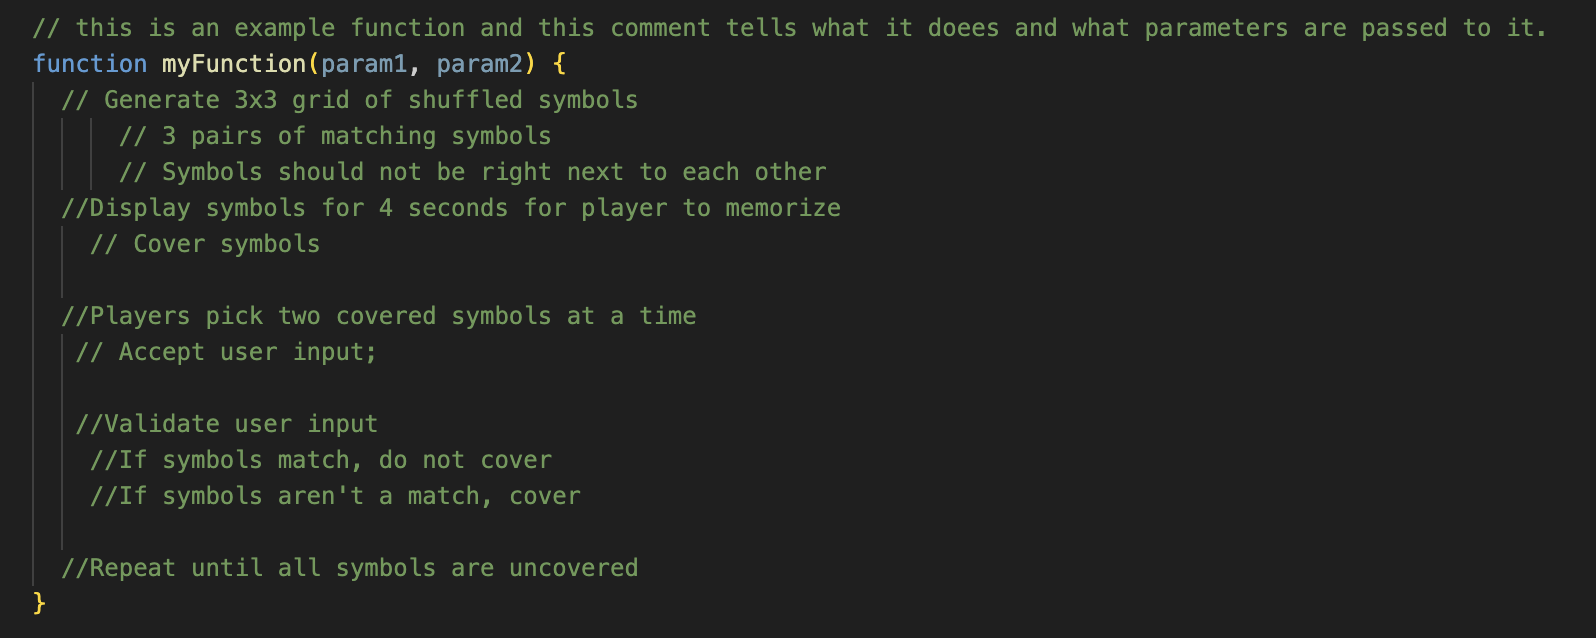 // this is an example function and this comment tells what it doees and what parameters are passed to it.
function myFunction(param1, param2) {
// Generate 3x3 grid of shuffled symbols
// 3 pairs of matching symbols
// Symbols should not be right next to each other
//Display symbols for 4 seconds for player to memorize
// Cover symbols
//Players pick two covered symbols at a time
// Accept user input;
//Validate user input
//If symbols match, do not cover
//If symbols aren't a match, cover
//Repeat until all symbols are uncovered
}